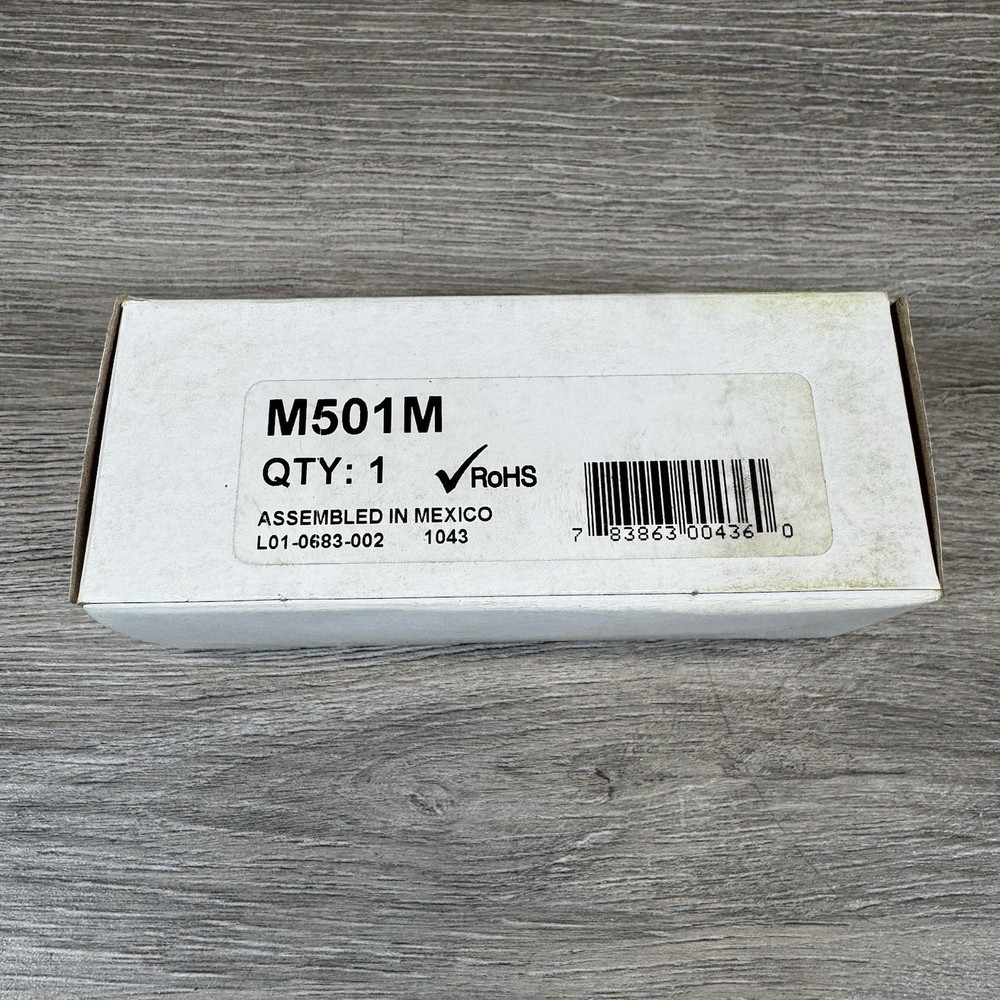 M501M
QTY: 1 ✓RoHS
ASSEMBLED IN MEXICO
L01-0683-002 1043
7 83863 00436 0